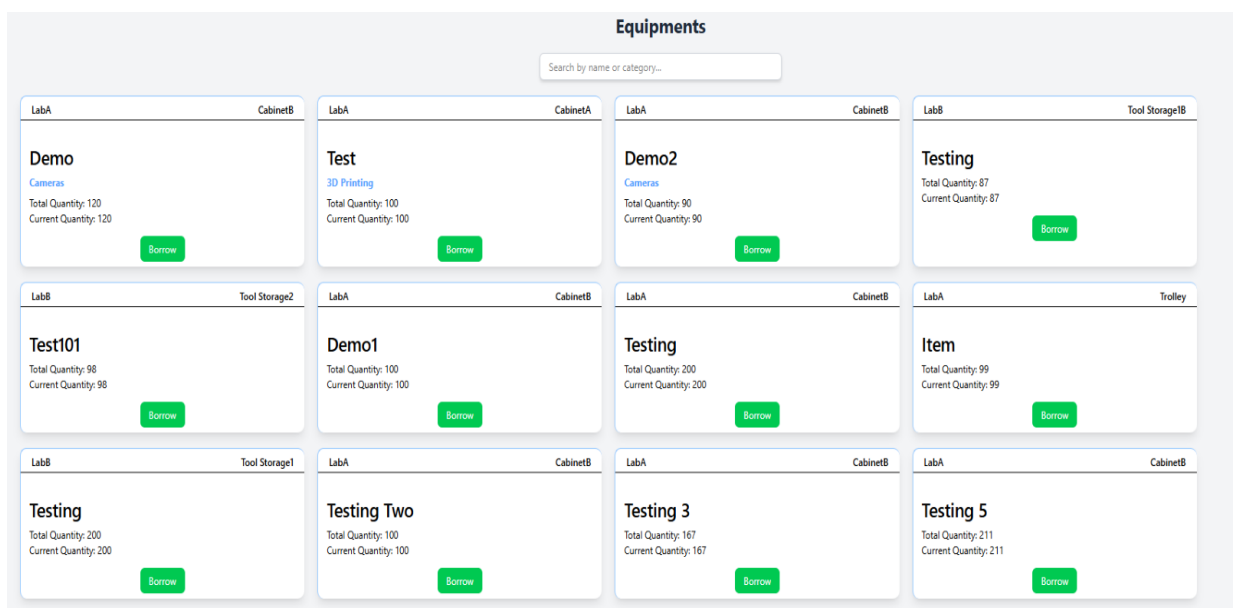 Equipments
Search by name or category...
LabA CabinetB
Demo
Cameras
Total Quantity: 120
Current Quantity: 120
Borrow
LabA CabinetA
Test
3D Printing
Total Quantity: 100
Current Quantity: 100
Borrow
LabA CabinetB
Demo2
Cameras
Total Quantity: 90
Current Quantity: 90
Borrow
LabB Tool Storage1B
Testing
Total Quantity: 87
Current Quantity: 87
Borrow
LabB Tool Storage2
Test101
Total Quantity: 98
Current Quantity: 98
Borrow
LabA CabinetB
Demo1
Total Quantity: 100
Current Quantity: 100
Borrow
LabA CabinetB
Testing
Total Quantity: 200
Current Quantity: 200
Borrow
LabA Trolley
Item
Total Quantity: 99
Current Quantity: 99
Borrow
LabB Tool Storage1
Testing
Total Quantity: 200
Current Quantity: 200
Borrow
LabA CabinetB
Testing Two
Total Quantity: 100
Current Quantity: 100
Borrow
LabA CabinetB
Testing 3
Total Quantity: 167
Current Quantity: 167
Borrow
LabA CabinetB
Testing 5
Total Quantity: 211
Current Quantity: 211
Borrow